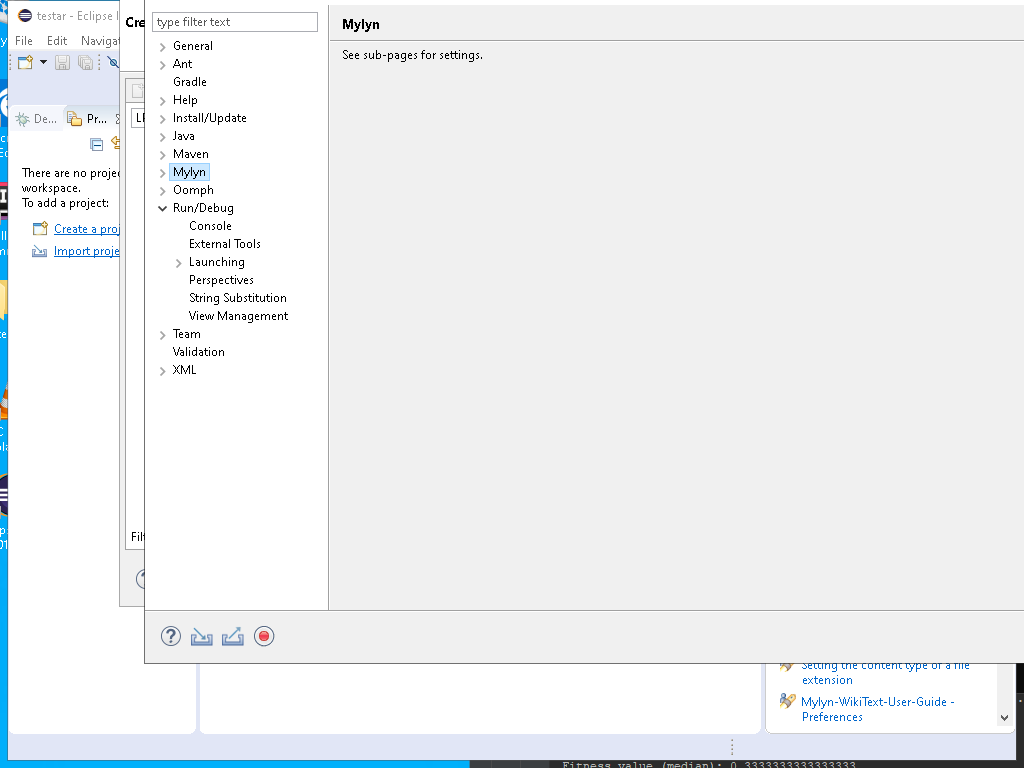 testar - Eclipse I
File Edit Navigat
De...
Pr...
There are no projec
workspace.
To add a project:
Create a proj
Import proje
Cre
Filt
type filter text
General
Ant
Gradle
Help
Install/Update
Java
Maven
Mylyn
Oomph
Run/Debug
Console
External Tools
Launching
Perspectives
String Substitution
View Management
Team
Validation
XML
Mylyn
See sub-pages for settings.
Setting the content type of a file
extension
Mylyn-WikiText-User-Guide -
Preferences
Fitness value (median): 0.3333333333333333